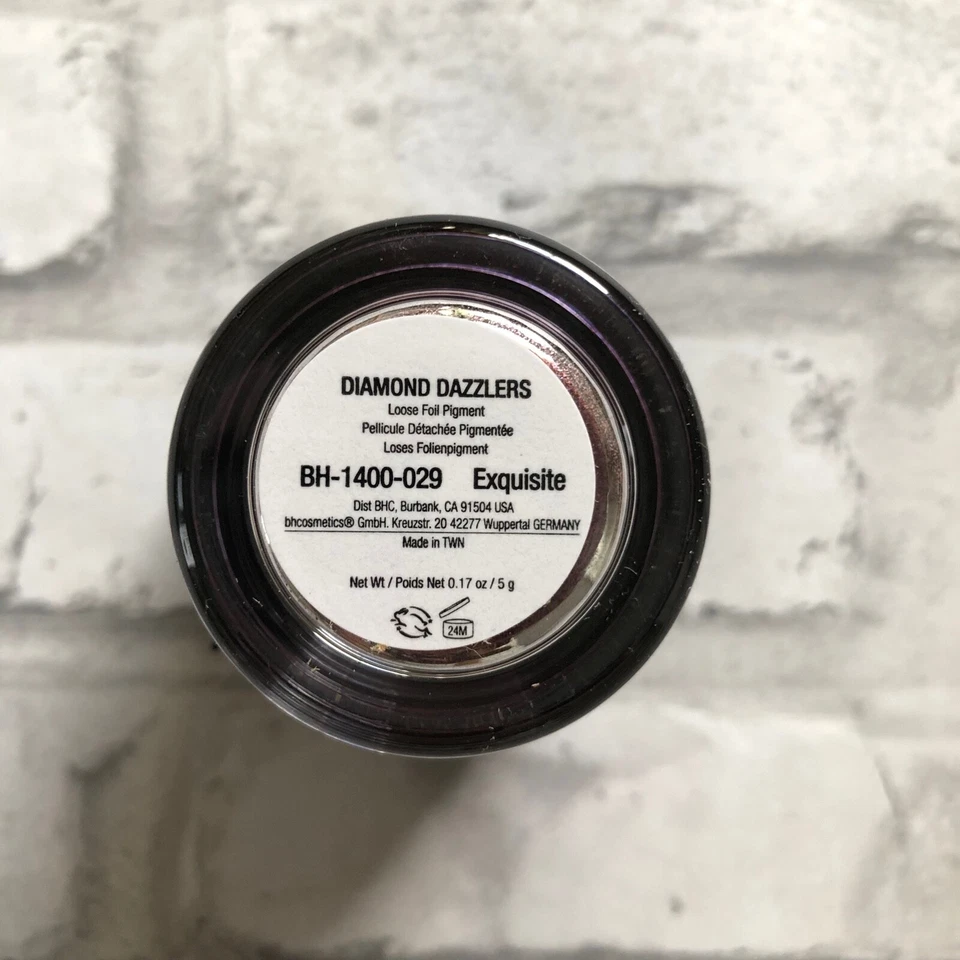 DIAMOND DAZZLERS
Loose Foil Pigment
Pellicule Détachée Pigmentée
Loses Folienpigment
BH-1400-029 Exquisite
Dist BHC, Burbank, CA 91504 USA
bhcosmetics® GmbH. Kreuzstr. 20 42277 Wuppertal GERMANY
Made in TWN
Net Wt / Poids Net 0.17 oz / 5 g
24M